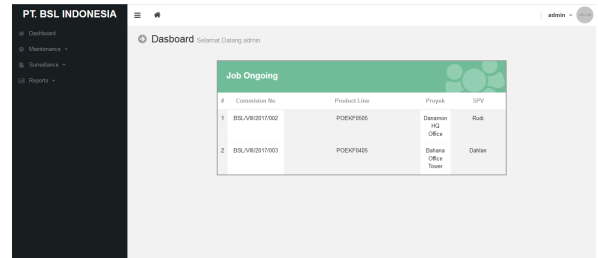 PT. BSL INDONESIA
admin
Dashboard
Maintenance
Surveillance
Reports
Dasboard Selamat Datang admin
Job Ongoing
# Commision No Product Line Proyek SPV
1 BSL/VIII/2017/002 POEKF0505 Danamon HQ Office Rudi
2 BSL/VIII/2017/003 POEKF0405 Bahana Office Tower Dahlan